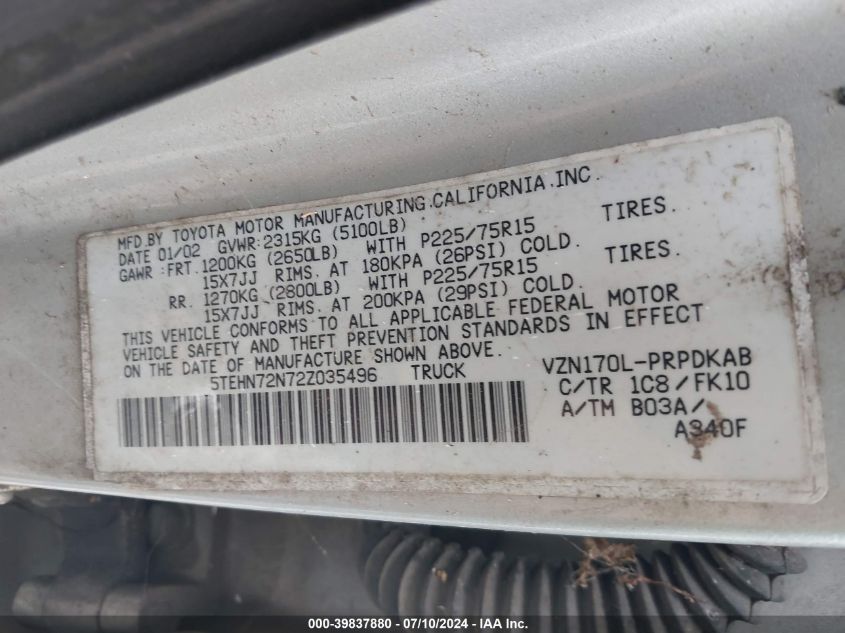 MFD.BY TOYOTA MOTOR MANUFACTURING.CALIFORNIA.INC.
DATE 01/02 GVWR:2315KG (5100LB)
GAWR :FRT.1200KG (2650LB) WITH P225/75R15 TIRES.
15X7JJ RIMS. AT 180KPA (26PSI) COLD.
RR. 1270KG (2800LB) WITH P225/75R15 TIRES.
15X7JJ RIMS. AT 200KPA (29PSI) COLD.
THIS VEHICLE CONFORMS TO ALL APPLICABLE FEDERAL MOTOR
VEHICLE SAFETY AND THEFT PREVENTION STANDARDS IN EFFECT
ON THE DATE OF MANUFACTURE SHOWN ABOVE.
5TEHN72N72Z035496 TRUCK
VZN170L-PRPDKAB
C/TR 1C8/FK10
A/TM B03A/
A340F
000-39837880 - 07/10/2024 - IAA Holdings, LLC.